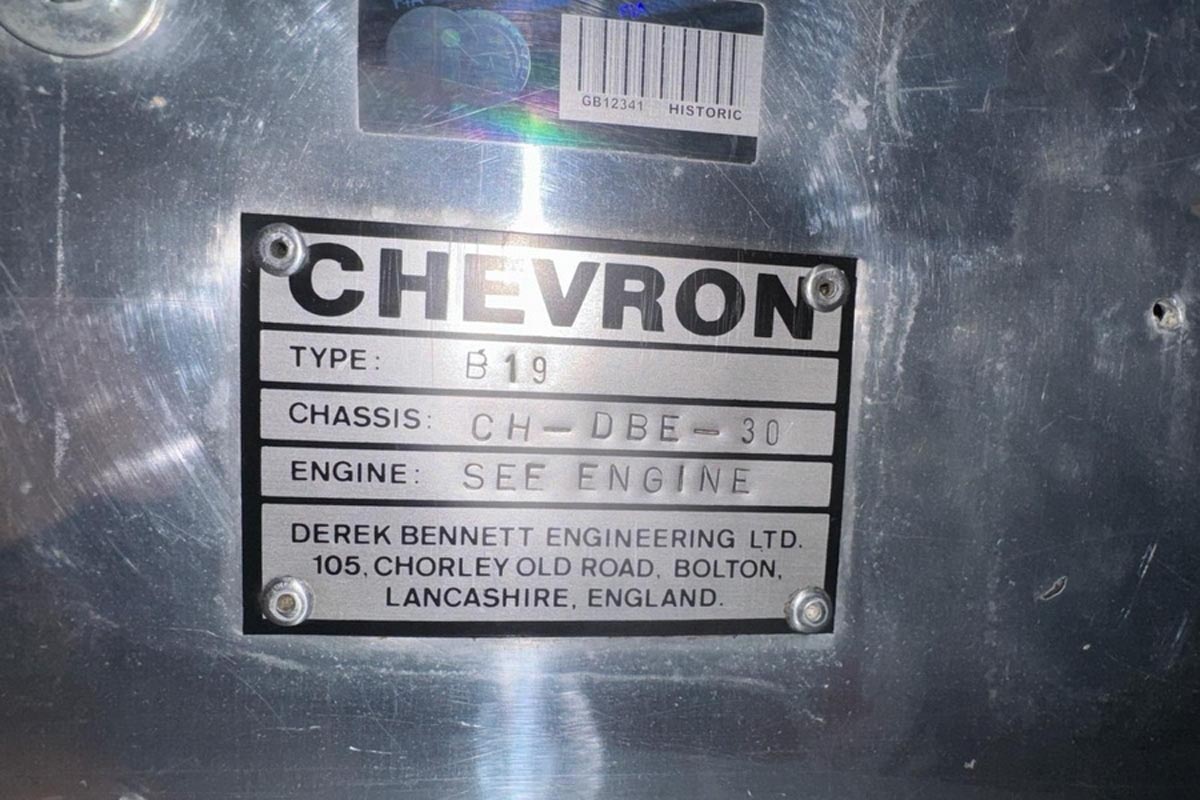 GB12341 HISTORIC
CHEVRON
TYPE: B19
CHASSIS: CH-DBE-30
ENGINE: SEE ENGINE
DEREK BENNETT ENGINEERING LTD.
105, CHORLEY OLD ROAD, BOLTON,
LANCASHIRE, ENGLAND.